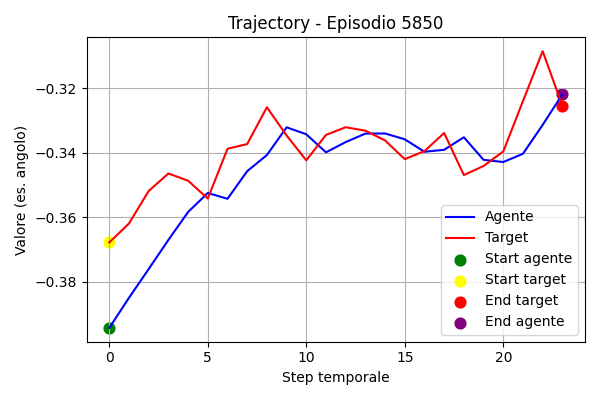 Trajectory - Episodio 5850
Valore (es. angolo)
−0.32
−0.34
−0.36
−0.38
0
5
10
15
20
Step temporale
Agente
Target
Start agente
Start target
End target
End agente